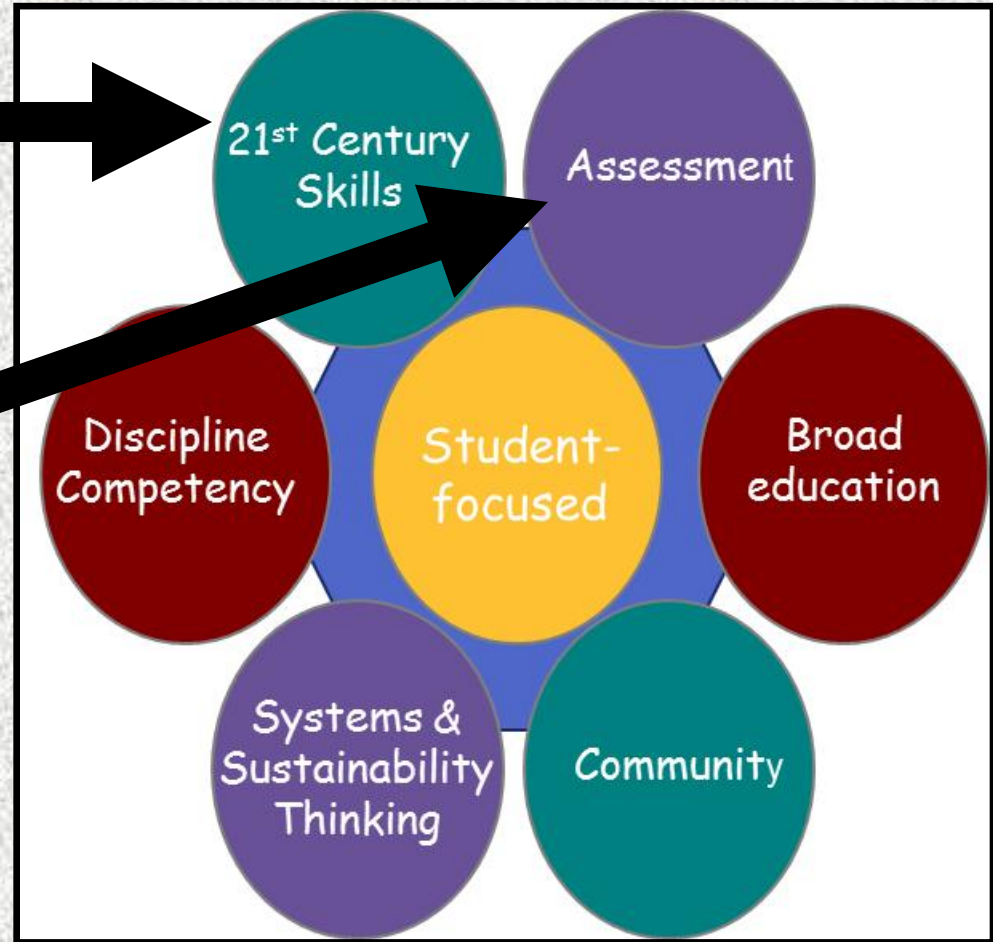 21st Century
Skills
Assessment
Discipline
Competency
Student-
focused
Broad
education
Systems &
Sustainability
Thinking
Community